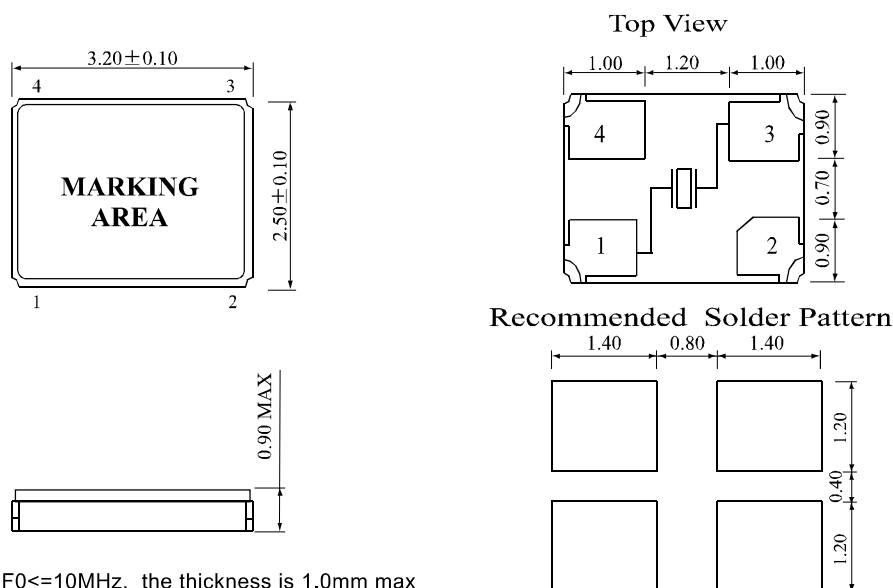 Top View
3.20±0.10
4 3
MARKING
AREA
1 2
2.50±0.10
1.00 1.20 1.00
4 3
1 2
0.90
0.70
0.90
Recommended Solder Pattern
1.40 0.80 1.40
1.20
0.40
1.20
0.90 MAX
F0<=10MHz, the thickness is 1.0mm max